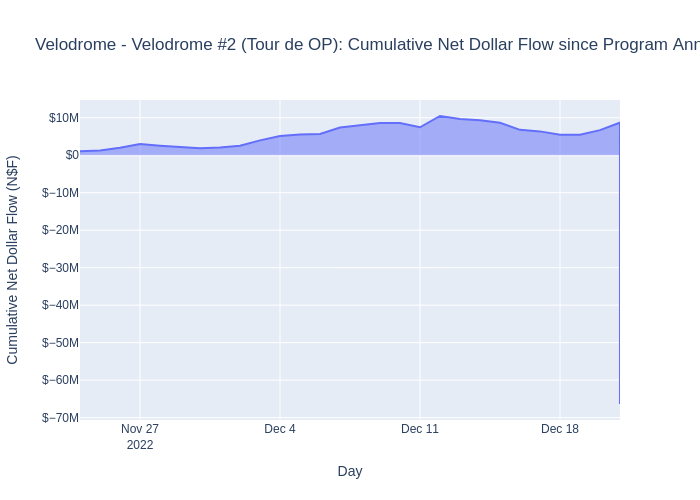 Velodrome - Velodrome #2 (Tour de OP): Cumulative Net Dollar Flow since Program Ann
$10M
$0
$−10M
$−20M
$−30M
$−40M
$−50M
$−60M
$−70M
Cumulative Net Dollar Flow (N$F)
Nov 27
2022
Dec 4
Dec 11
Dec 18
Day